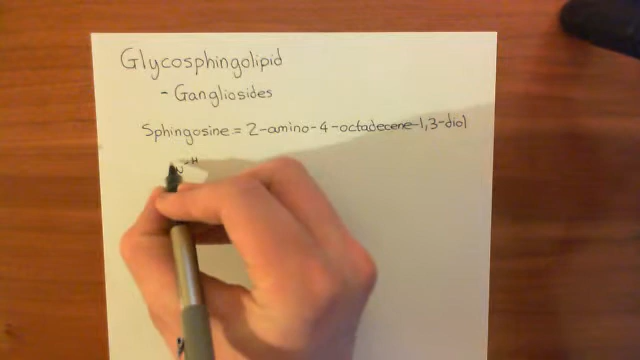 Glycosphingolipid
- Gangliosides
Sphingosine = 2-amino-4-octadecene-1,3-diol